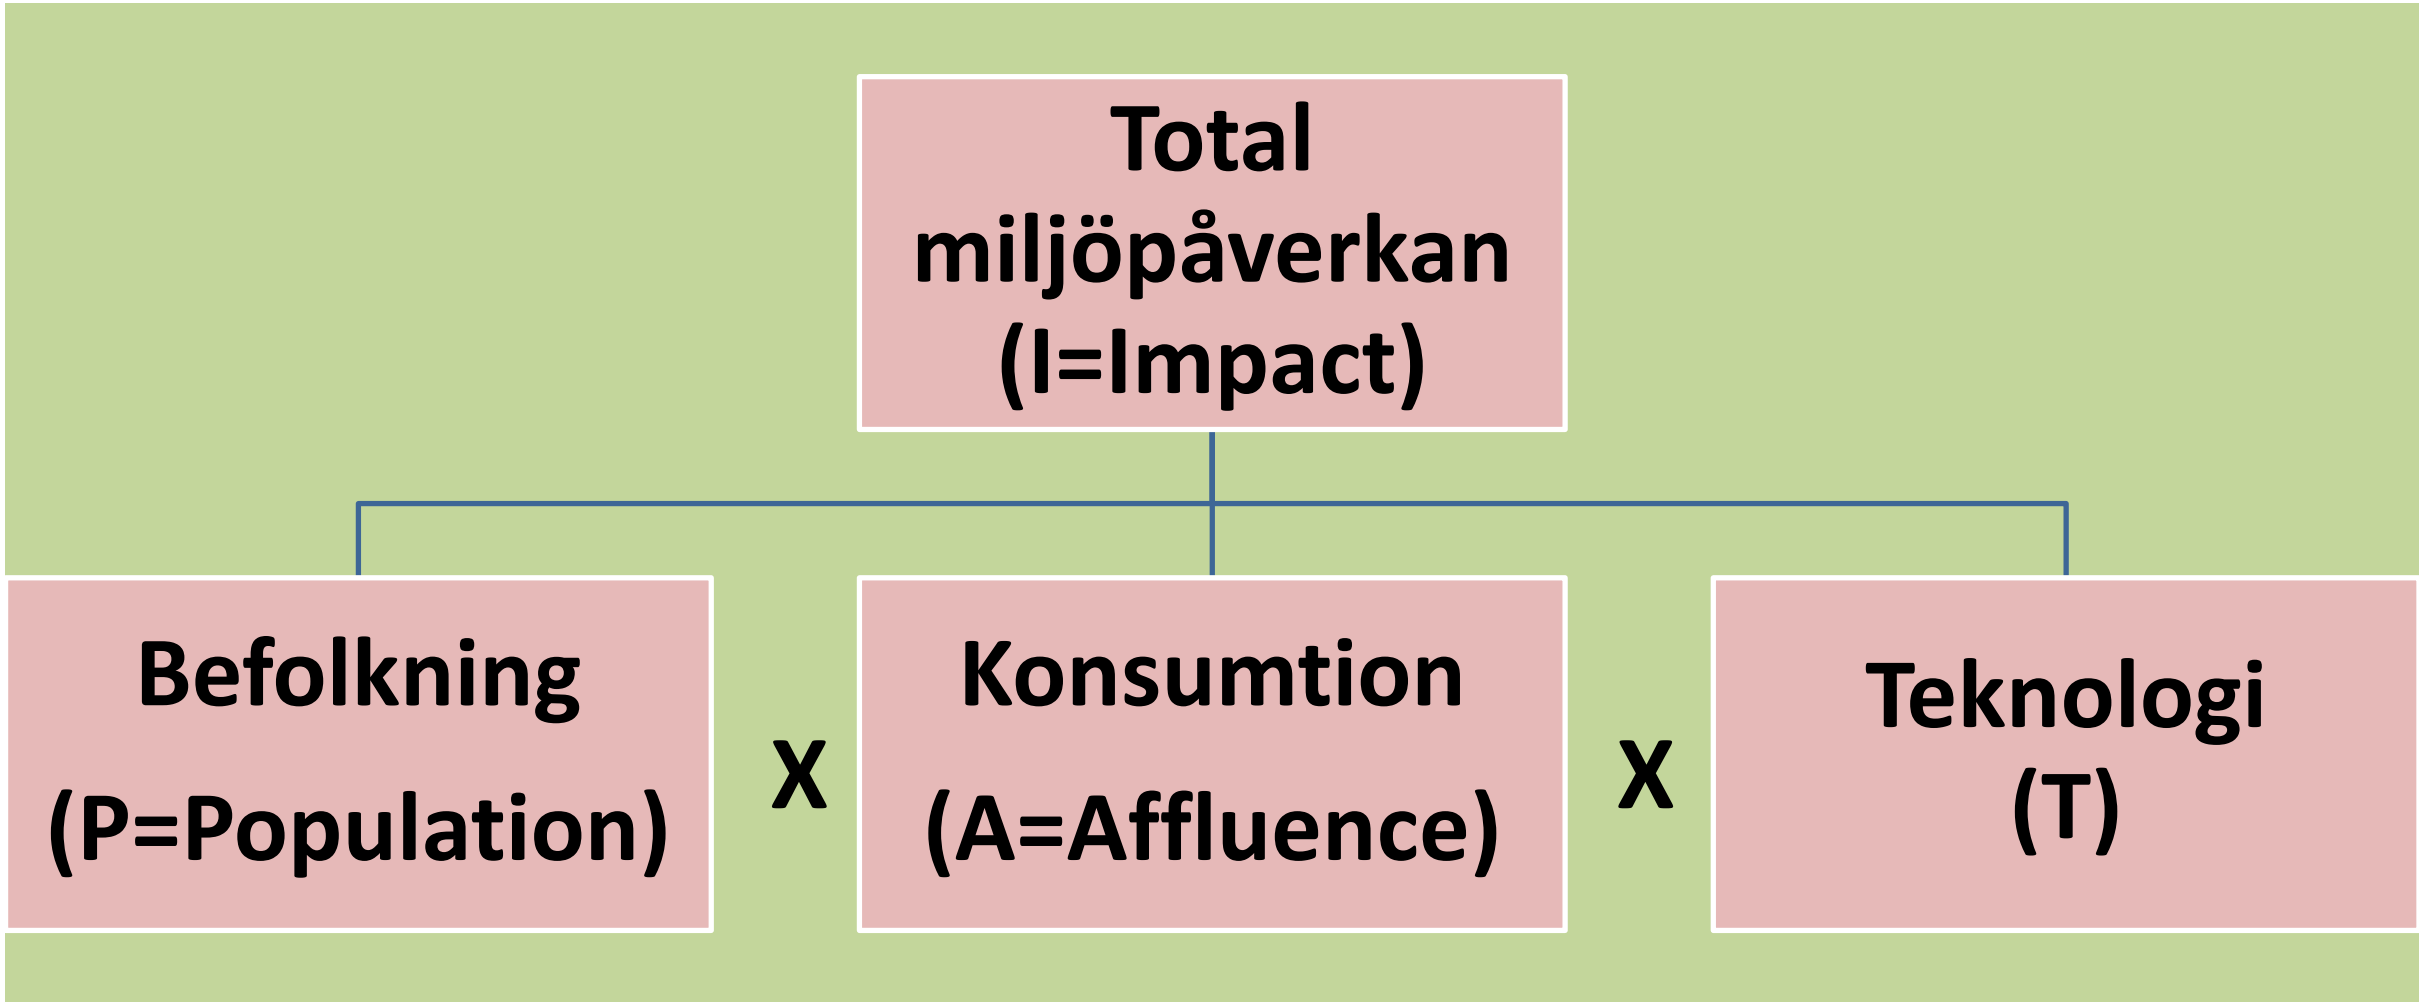 Total
miljöpåverkan
(I=Impact)
Befolkning
(P=Population)
X
Konsumtion
(A=Affluence)
X
Teknologi
(T)